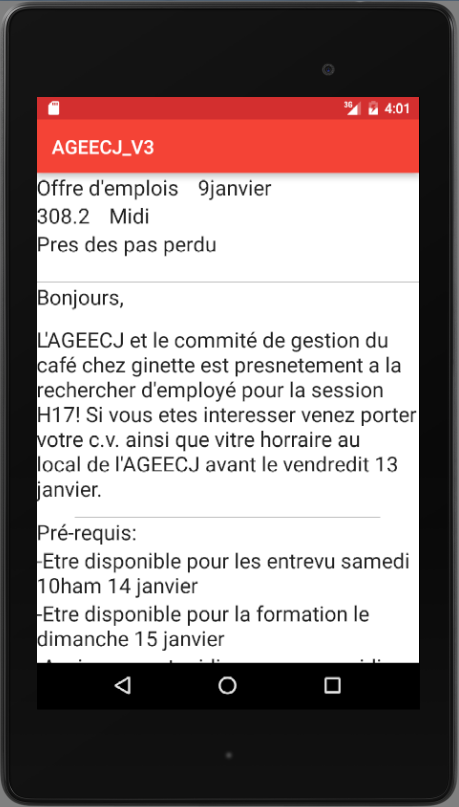 3G 4:01
AGEECJ_V3
Offre d'emplois 9janvier
308.2 Midi
Pres des pas perdu
Bonjours,
L'AGEECJ et le commité de gestion du
café chez ginette est presnetement a la
rechercher d'employé pour la session
H17! Si vous etes interesser venez porter
votre c.v. ainsi que vitre horraire au
local de l'AGEECJ avant le vendredit 13
janvier.
Pré-requis:
-Etre disponible pour les entrevu samedi
10ham 14 janvier
-Etre disponible pour la formation le
dimanche 15 janvier